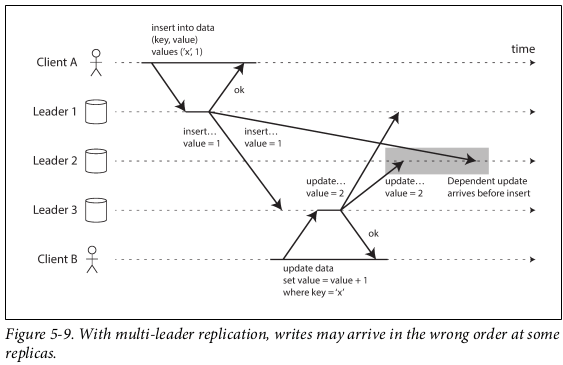 insert into data
(key, value)
values (‘x’, 1)
time
Client A
ok
Leader 1
insert…
value = 1
insert…
value = 1
Leader 2
update…
value = 2
update…
value = 2
Dependent update
arrives before insert
Leader 3
ok
Client B
update data
set value = value + 1
where key = ‘x’
Figure 5-9. With multi-leader replication, writes may arrive in the wrong order at some
replicas.